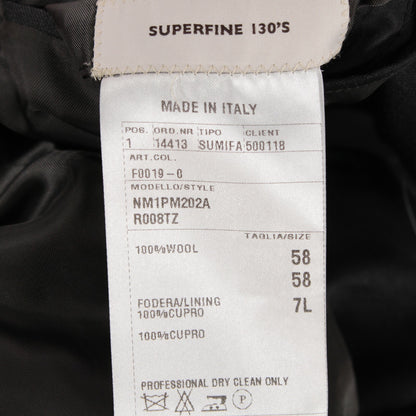 SUPERFINE 130'S
MADE IN ITALY
POS. ORD.NR TIPO CLIENT
1 14413 SUMIFA 500118
ART.COL.
F0019-0
MODELLO/STYLE
NM1PM202A
R008TZ
TAGLIA/SIZE
100%WOOL 58
58
FODERA/LINING 7L
100%CUPRO
100%CUPRO
PROFESSIONAL DRY CLEAN ONLY
P